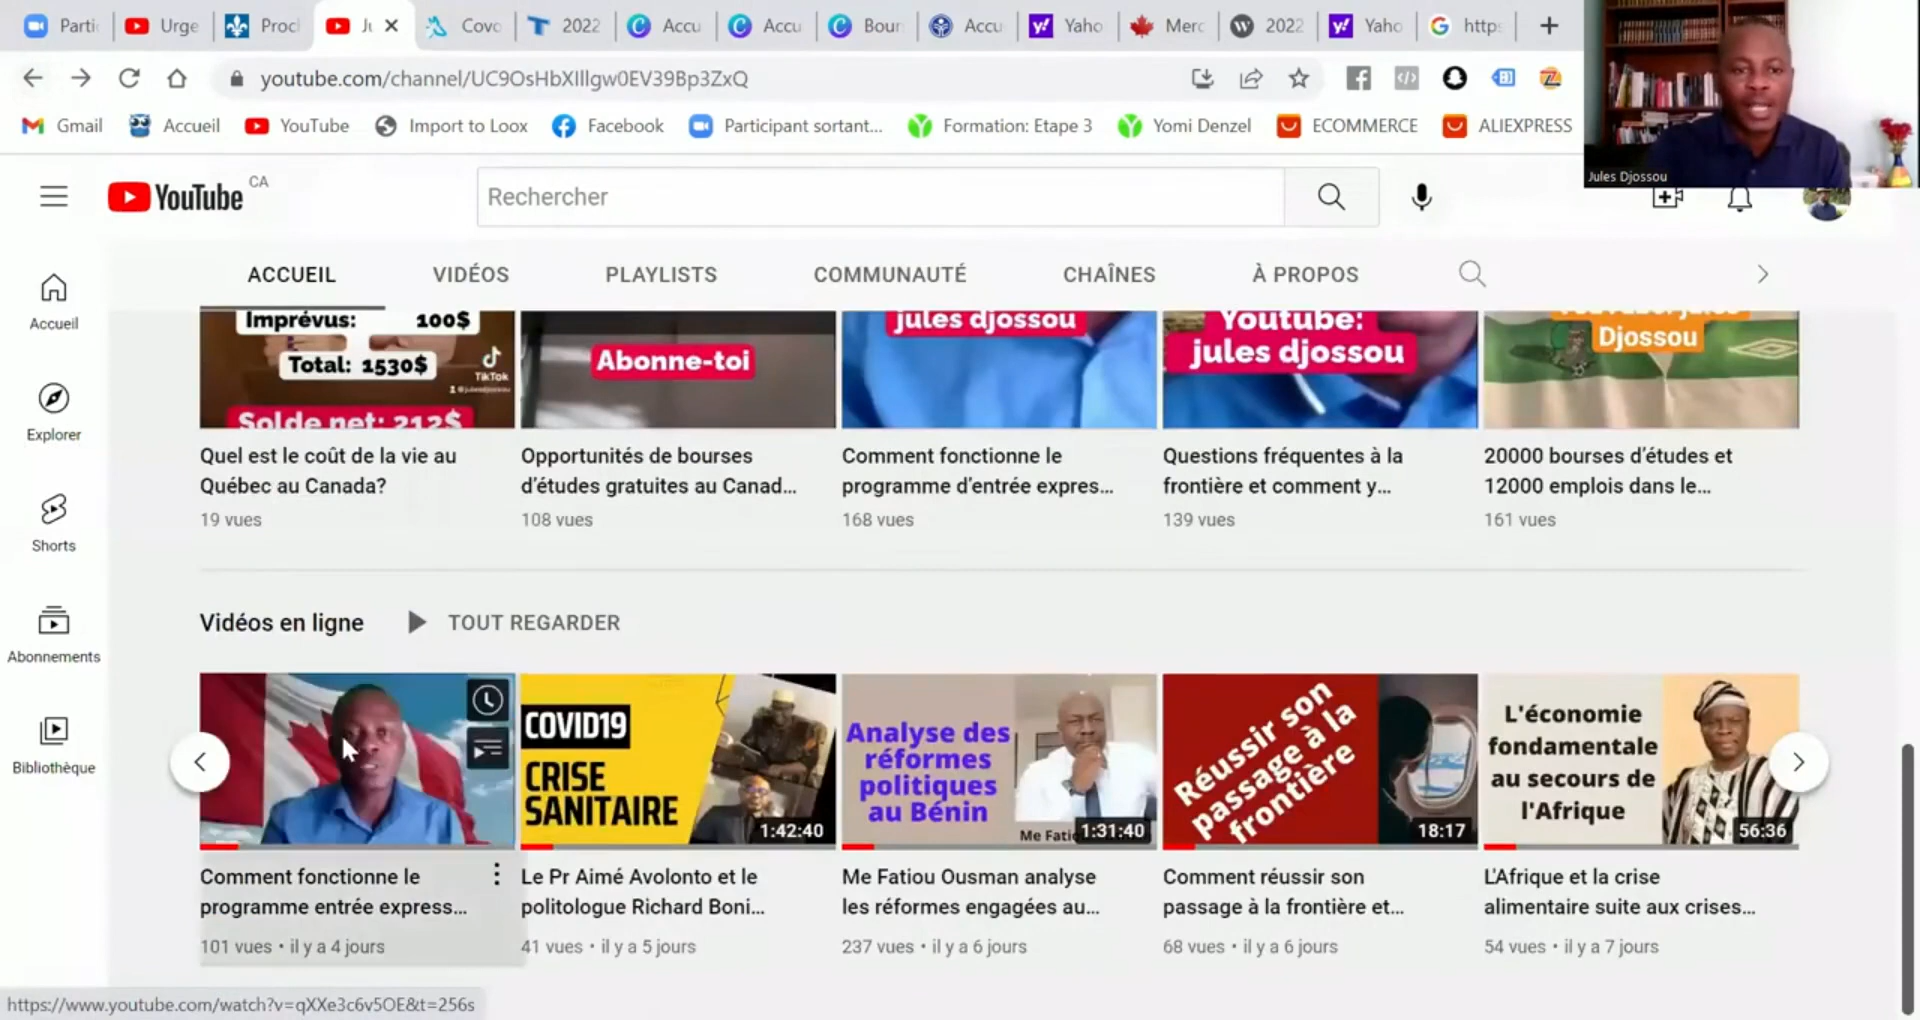 Parti
Urge
Proc
Ju
Covo
2022
Accu
Accu
Bour
Accu
Yaho
Merc
2022
Yaho
https
youtube.com/channel/UC9OsHbXIllgw0EV39Bp3ZxQ
Gmail
Accueil
YouTube
Import to Loox
Facebook
Participant sortant...
Formation: Etape 3
Yomi Denzel
ECOMMERCE
ALIEXPRESS
Jules Djossou
YouTube CA
Rechercher
ACCUEIL
VIDÉOS
PLAYLISTS
COMMUNAUTÉ
CHAÎNES
À PROPOS
Accueil
Explorer
Shorts
Abonnements
Bibliothèque
Imprévus: 100$
Total: 1530$
TikTok
Solde net: 212$
Abonne-toi
jules djossou
Youtube:
jules djossou
Djossou
Quel est le coût de la vie au
Québec au Canada?
19 vues
Opportunités de bourses
d'études gratuites au Canad...
108 vues
Comment fonctionne le
programme d'entrée expres...
168 vues
Questions fréquentes à la
frontière et comment y...
139 vues
20000 bourses d'études et
12000 emplois dans le...
161 vues
Vidéos en ligne
TOUT REGARDER
COVID19
CRISE
SANITAIRE
1:42:40
Analyse des
réformes
politiques
au Bénin
Me Fatio
1:31:40
Réussir son
passage à la
frontière
18:17
L'économie
fondamentale
au secours de
l'Afrique
56:36
Comment fonctionne le
programme entrée express...
101 vues • il y a 4 jours
Le Pr Aimé Avolonto et le
politologue Richard Boni...
41 vues • il y a 5 jours
Me Fatiou Ousman analyse
les réformes engagées au...
237 vues • il y a 6 jours
Comment réussir son
passage à la frontière et...
68 vues • il y a 6 jours
L'Afrique et la crise
alimentaire suite aux crises...
54 vues • il y a 7 jours
https://www.youtube.com/watch?v=qXXe3c6v5OE&t=256s